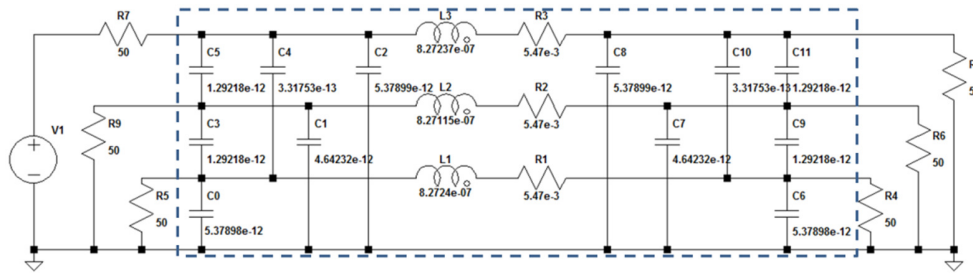 L3
R7
R3
8.27237e-07
5.47e-3
50
C5
C4
C2
C8
C10
C11
1.29218e-12
3.31753e-13
5.37899e-12
5.37899e-12
3.31753e-13
1.29218e-12
L2
R2
R9
50
V1
C3
C1
8.27115e-07
5.47e-3
C7
C9
R6
50
1.29218e-12
4.64232e-12
4.64232e-12
1.29218e-12
L1
R1
R5
50
C0
8.2724e-07
5.47e-3
C6
R4
50
5.37898e-12
5.37898e-12